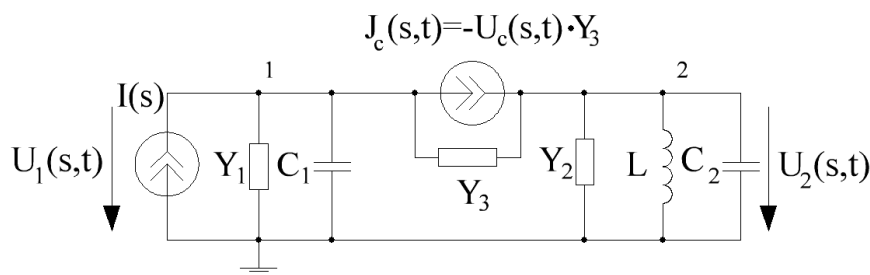 J_c(s,t)=-U_c(s,t)·Y_3
1
2
I(s)
U_1(s,t)
Y_1
C_1
Y_3
Y_2
L
C_2
U_2(s,t)